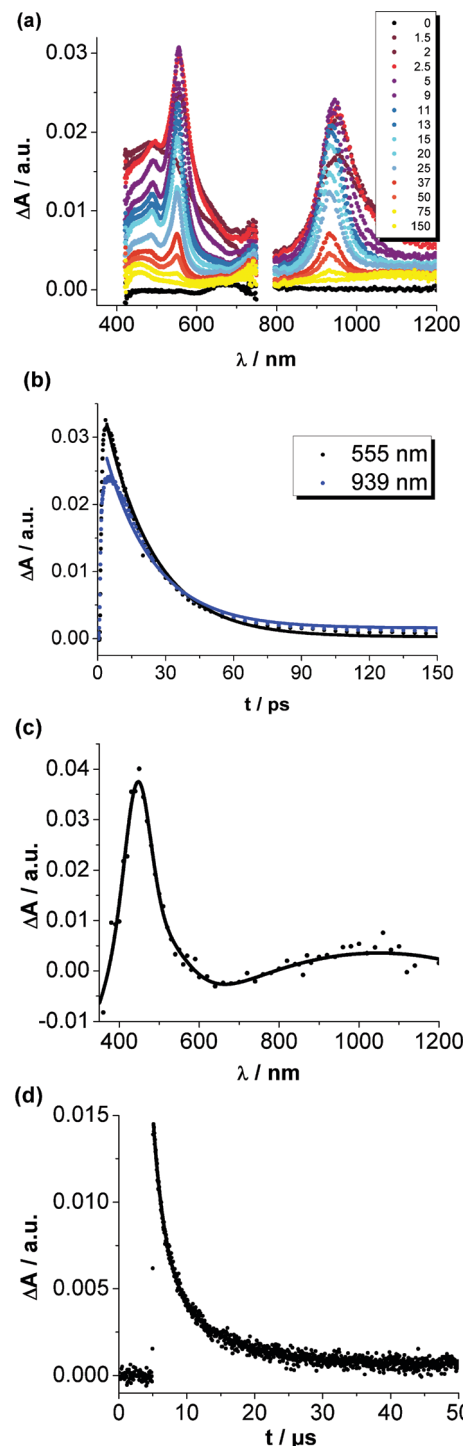 (a)
0.03
0.02
0.01
0.00
ΔA / a.u.
400 600 800 1000 1200
λ / nm
0
1.5
2
2.5
5
9
11
13
15
20
25
37
50
75
150
(b)
0.03
0.02
0.01
0.00
ΔA / a.u.
0 30 60 90 120 150
t / ps
555 nm
939 nm
(c)
0.04
0.03
0.02
0.01
0.00
-0.01
ΔA / a.u.
400 600 800 1000 1200
λ / nm
(d)
0.015
0.010
0.005
0.000
ΔA / a.u.
0 10 20 30 40 50
t / µs